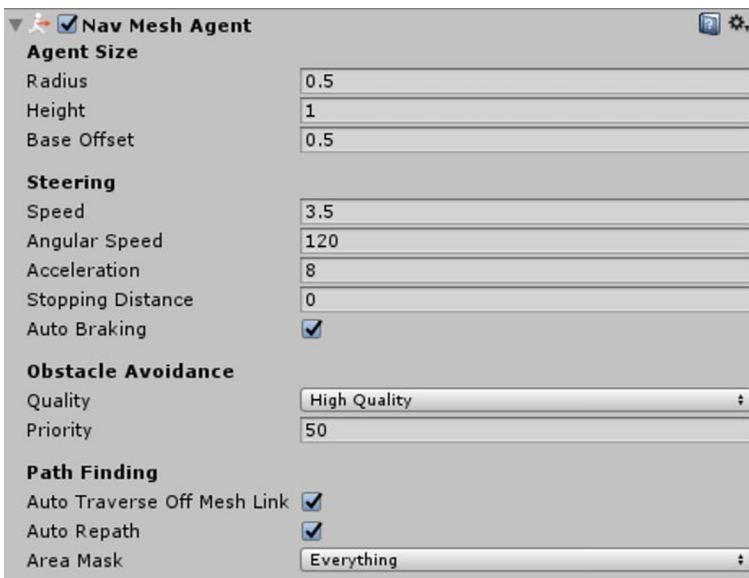 Nav Mesh Agent
Agent Size
Radius 0.5
Height 1
Base Offset 0.5
Steering
Speed 3.5
Angular Speed 120
Acceleration 8
Stopping Distance 0
Auto Braking
Obstacle Avoidance
Quality High Quality
Priority 50
Path Finding
Auto Traverse Off Mesh Link
Auto Repath
Area Mask Everything